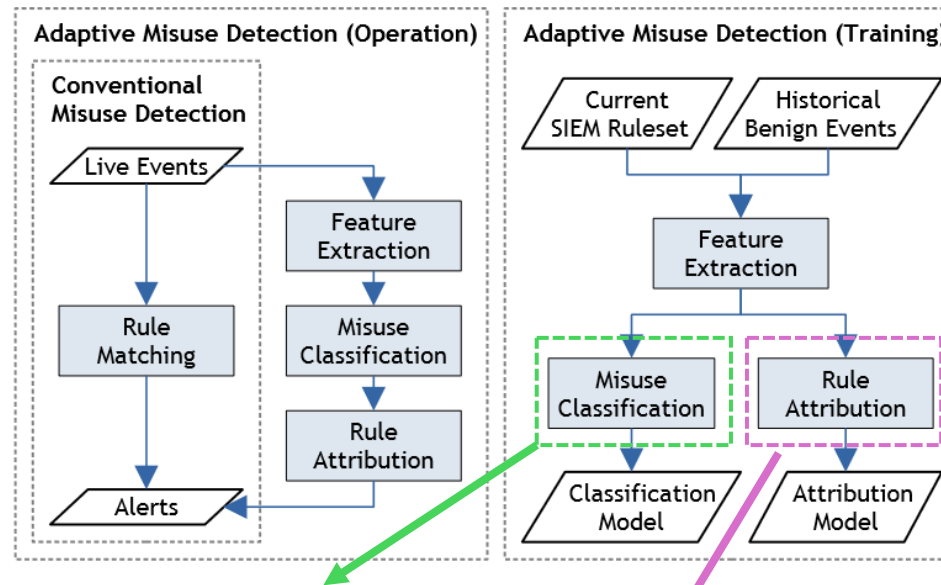 Adaptive Misuse Detection (Operation)
Conventional
Misuse Detection
Live Events
Feature
Extraction
Rule
Matching
Misuse
Classification
Rule
Attribution
Alerts
Adaptive Misuse Detection (Training)
Current
SIEM Ruleset
Historical
Benign Events
Feature
Extraction
Misuse
Classification
Rule
Attribution
Classification
Model
Attribution
Model